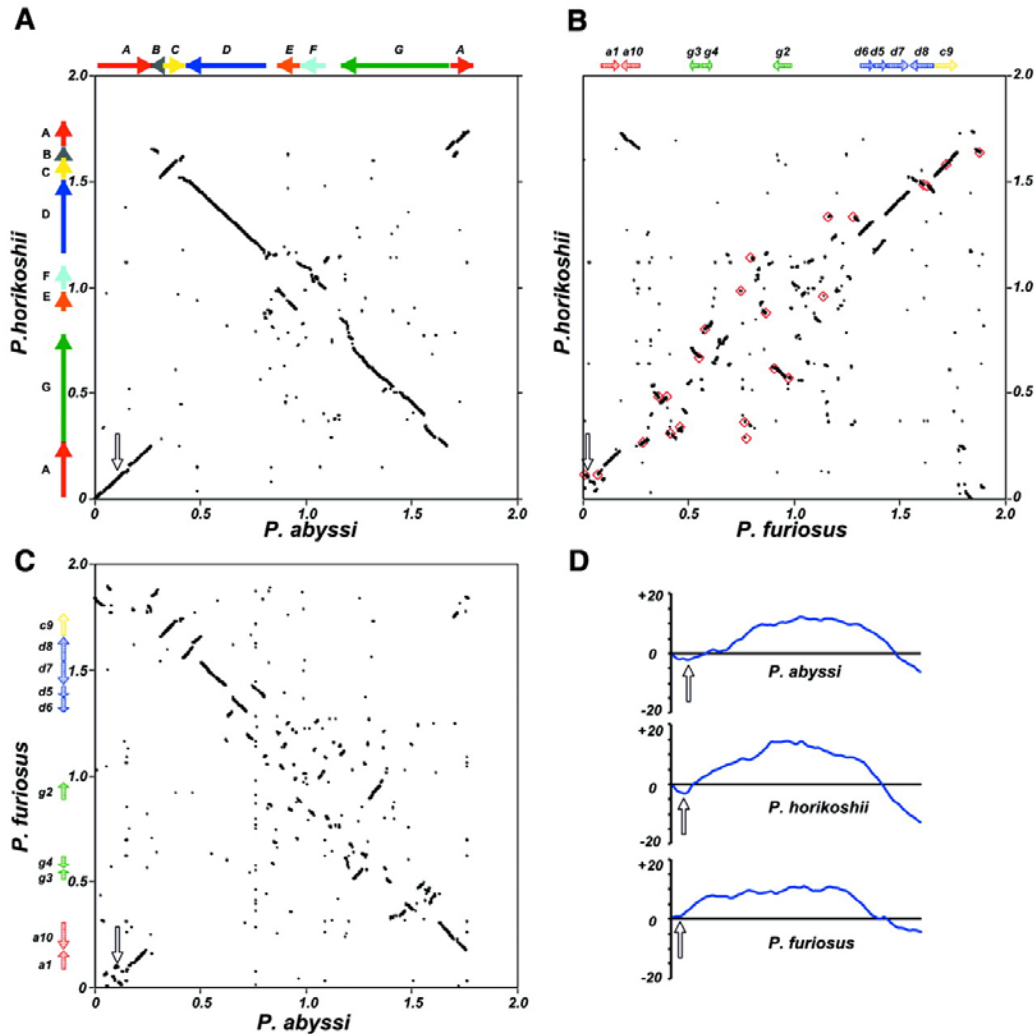 A
A B C D E F G A
2.0
1.5
1.0
0.5
0
A
B
C
D
F
E
G
A
P.horikoshii
0 0.5 1.0 1.5 2.0
P. abyssi
B
a1 a10 g3 g4 g2 d6 d5 d7 d8 c9
2.0
1.5
1.0
0.5
0
P.horikoshii
0 0.5 1.0 1.5 2.0
P. furiosus
C
2.0
1.5
1.0
0.5
0
c9
d8
d7
d5
d6
g2
g4
g3
a10
a1
P. furiosus
0 0.5 1.0 1.5 2.0
P. abyssi
D
+20
0
-20
P. abyssi
+20
0
-20
P. horikoshii
+20
0
-20
P. furiosus